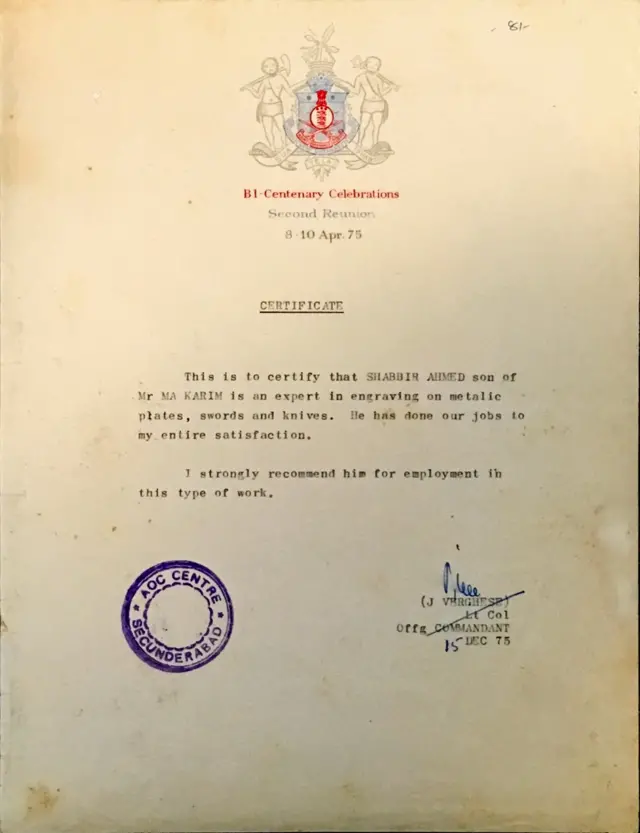 81-
BI-Centenary Celebrations
Second Reunion
8-10 Apr. 75
CERTIFICATE
This is to certify that SHABBIR AHMED son of
Mr MA KARIM is an expert in engraving on metalic
plates, swords and knives. He has done our jobs to
my entire satisfaction.
I strongly recommend him for employment in
this type of work.
AOC CENTRE
SECUNDERABAD
(J VERGHESE)
Lt Col
Offg COMMANDANT
15 DEC 75